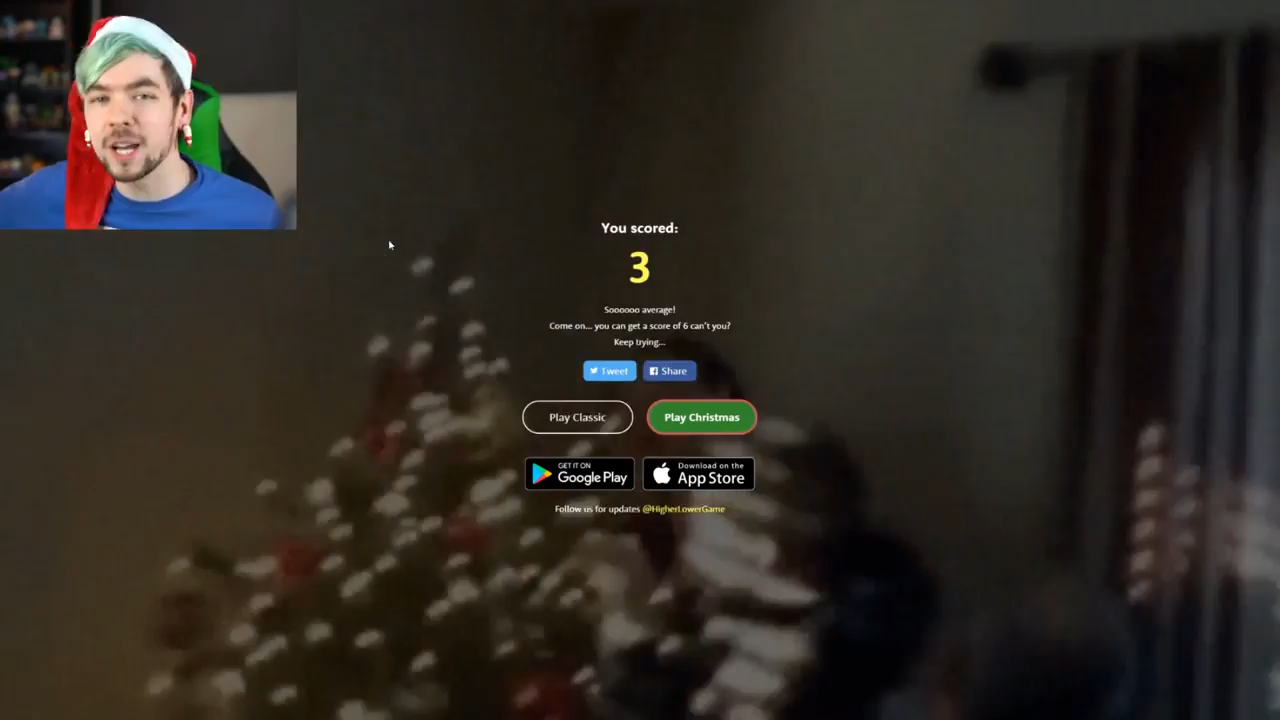 You scored:
3
Soooooo average!
Come on... you can get a score of 6 can't you?
Keep trying...
Tweet
Share
Play Classic
Play Christmas
GET IT ON
Google Play
Download on the
App Store
Follow us for updates @HigherLowerGame